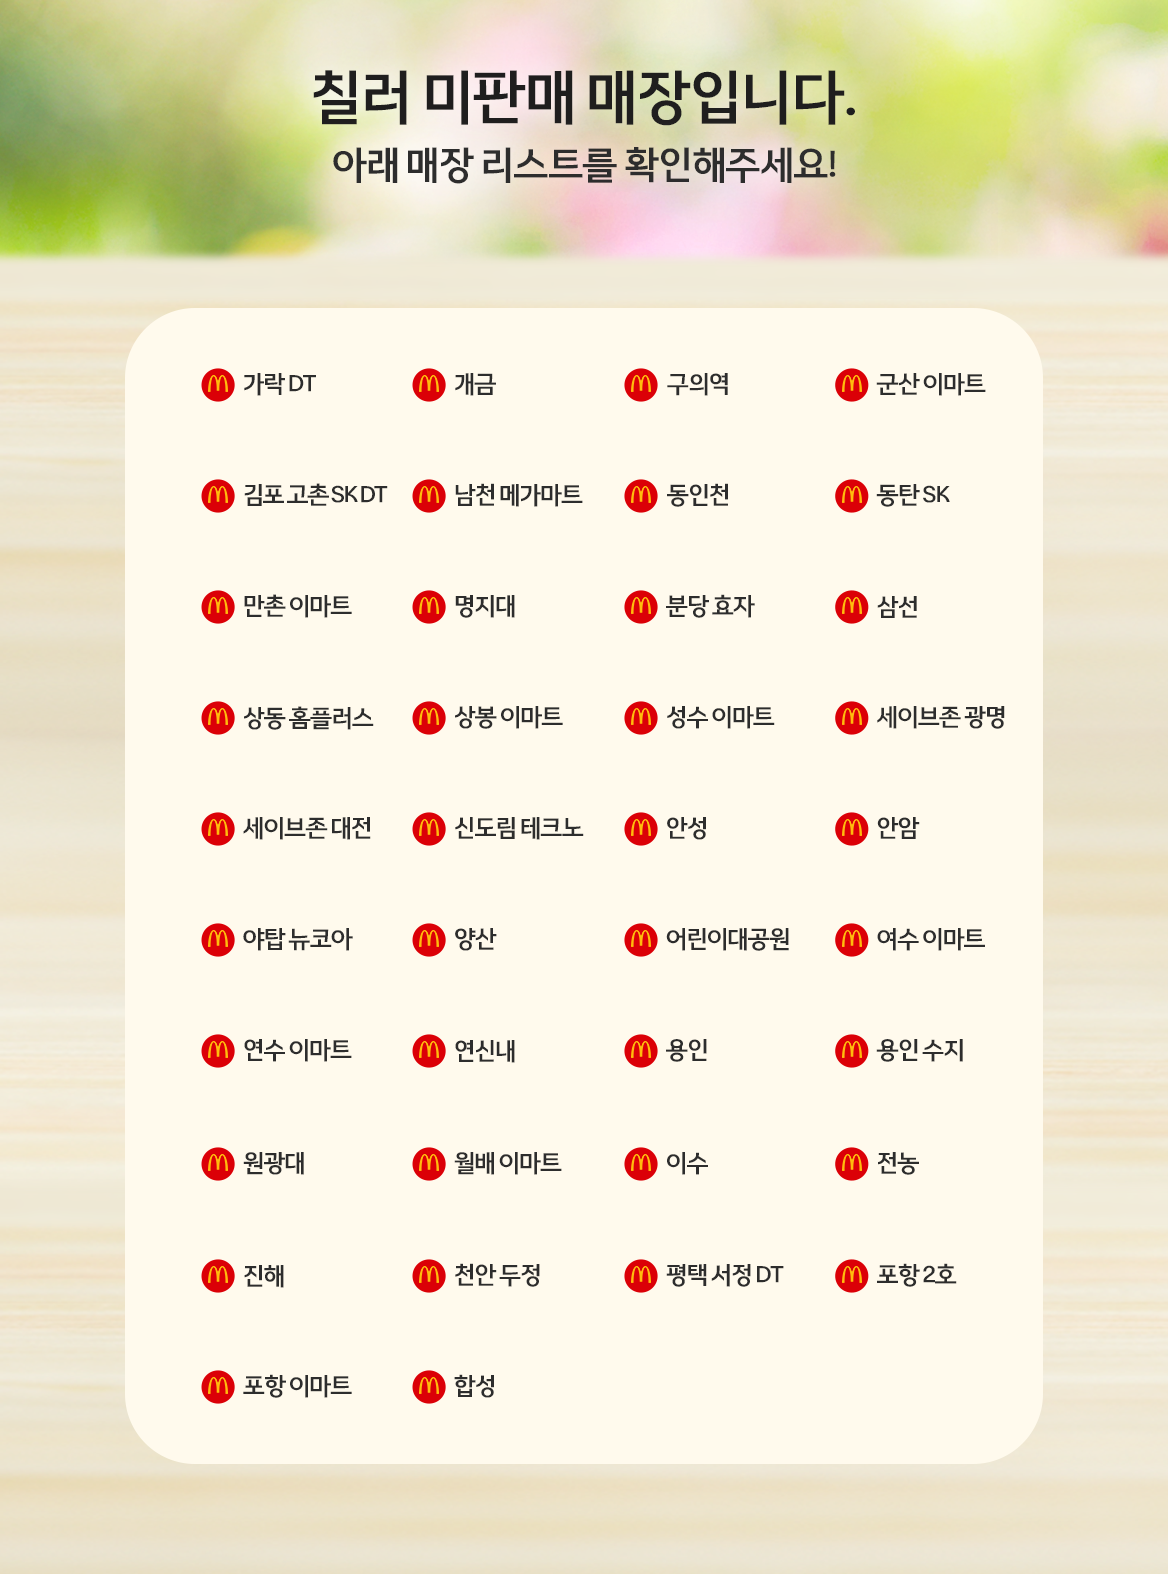 칠러 미판매 매장입니다.
아래 매장 리스트를 확인해주세요!
가락 DT 개금 구의역 군산 이마트
김포 고촌 SK DT 남천 메가마트 동인천 동탄 SK
만촌 이마트 명지대 분당 효자 삼선
상동 홈플러스 상봉 이마트 성수 이마트 세이브존 광명
세이브존 대전 신도림 테크노 안성 안암
야탑 뉴코아 양산 어린이대공원 여수 이마트
연수 이마트 연신내 용인 용인 수지
원광대 월배 이마트 이수 전농
진해 천안 두정 평택 서정 DT 포항 2호
포항 이마트 합성